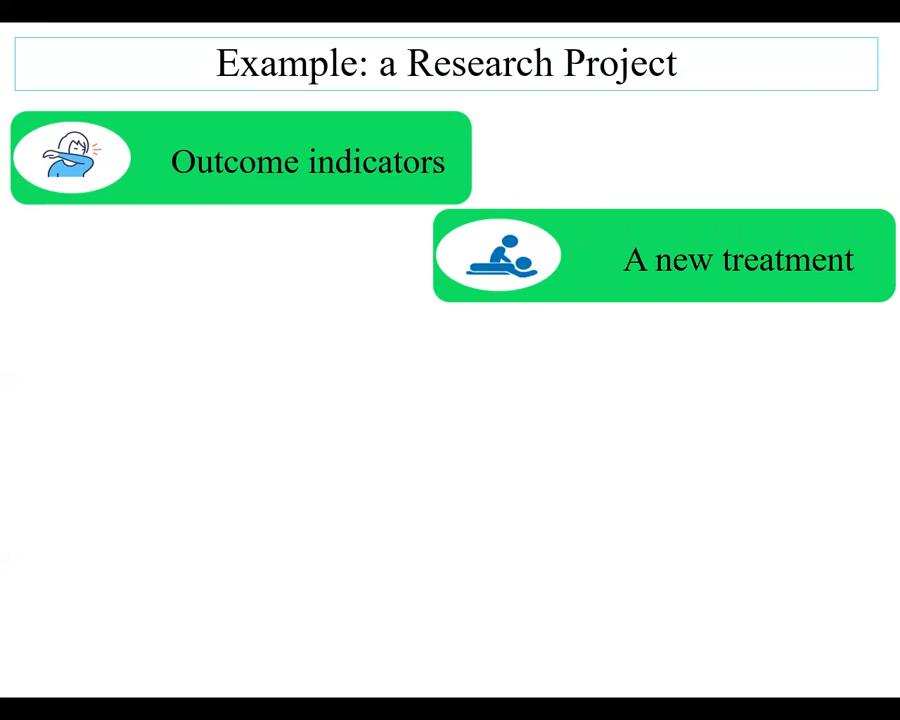 Example: a Research Project
Outcome indicators
A new treatment